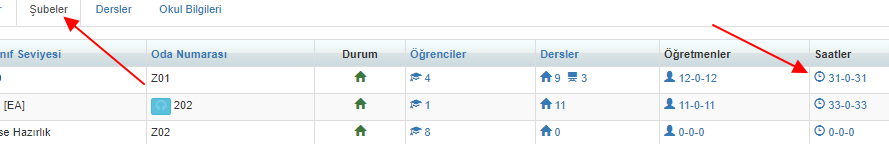 Şubeler Dersler Okul Bilgileri
nıf Seviyesi Oda Numarası Durum Öğrenciler Dersler Öğretmenler Saatler
Z01 4 9 3 12-0-12 31-0-31
[EA] 202 1 11 11-0-11 33-0-33
se Hazırlık Z02 8 0 0-0-0 0-0-0